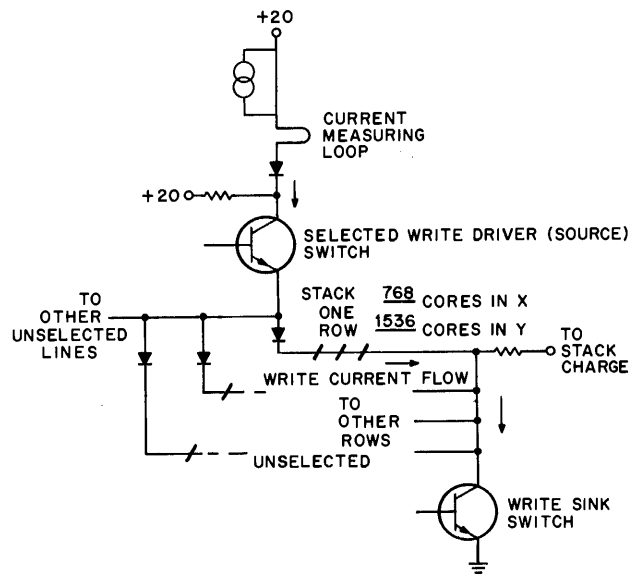 +20
CURRENT
MEASURING
LOOP
+20
SELECTED WRITE DRIVER (SOURCE)
SWITCH
TO
OTHER
UNSELECTED
LINES
STACK
ONE
ROW
768 CORES IN X
1536 CORES IN Y
TO
STACK
CHARGE
WRITE CURRENT FLOW
TO
OTHER
ROWS
UNSELECTED
WRITE SINK
SWITCH